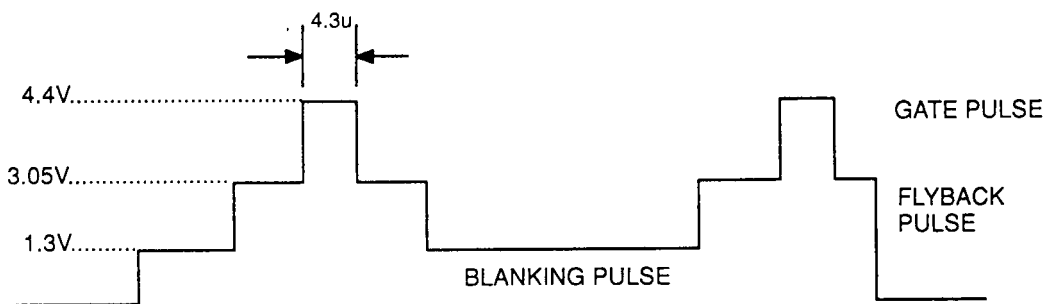 4.3u
4.4V
GATE PULSE
3.05V
FLYBACK
PULSE
1.3V
BLANKING PULSE